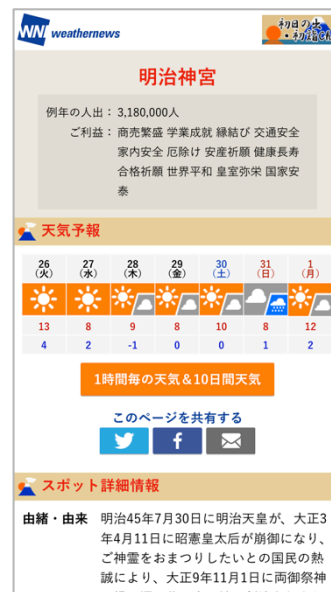 weathernews
初日の出
・初詣Ch
明治神宮
例年の人出：3,180,000人
ご利益：商売繁盛 学業成就 縁結び 交通安全
家内安全 厄除け 安産祈願 健康長寿
合格祈願 世界平和 皇室弥栄 国家安
泰
天気予報
26 27 28 29 30 31 1
(火) (水) (木) (金) (土) (日) (月)
13 8 9 8 10 8 12
4 2 -1 0 0 1 2
1時間毎の天気＆10日間天気
このページを共有する
スポット詳細情報
由緒・由来 明治45年7月30日に明治天皇が、大正3
年4月11日に昭憲皇太后が崩御になり、
ご神霊をおまつりしたいとの国民の熱
誠により、大正9年11月1日に両御祭神